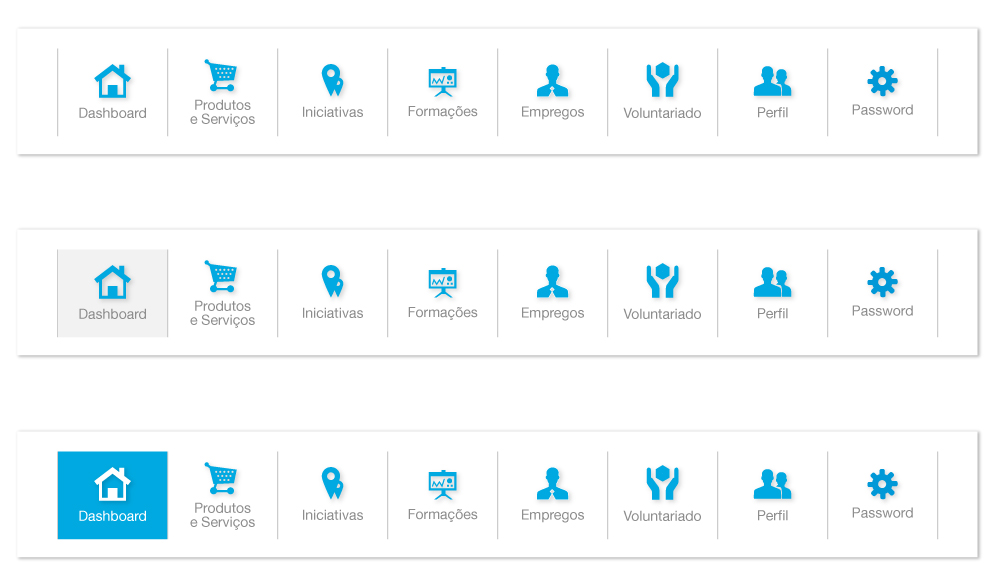 Dashboard
Produtos
e Serviços
Iniciativas
Formações
Empregos
Voluntariado
Perfil
Password
Dashboard
Produtos
e Serviços
Iniciativas
Formações
Empregos
Voluntariado
Perfil
Password
Dashboard
Produtos
e Serviços
Iniciativas
Formações
Empregos
Voluntariado
Perfil
Password